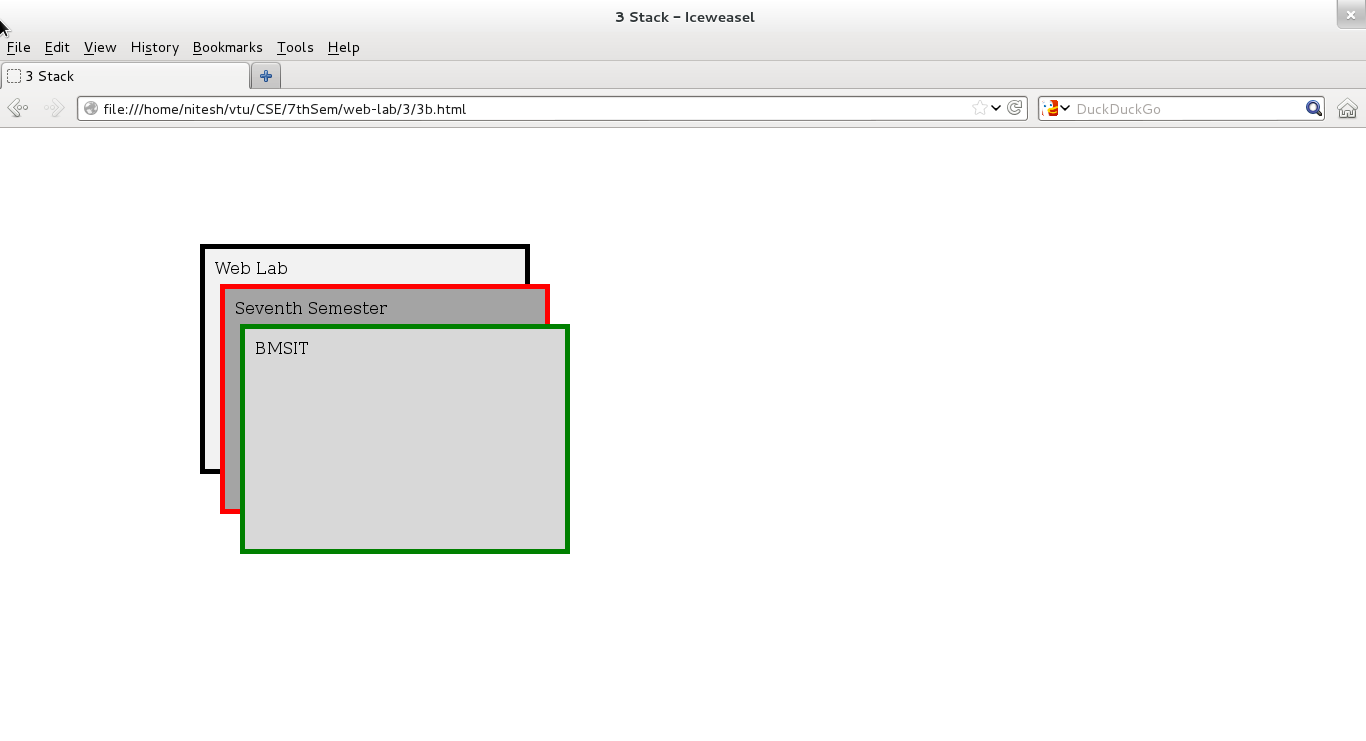 3 Stack - Iceweasel
File Edit View History Bookmarks Tools Help
3 Stack
file:///home/nitesh/vtu/CSE/7thSem/web-lab/3/3b.html DuckDuckGo
Web Lab
Seventh Semester
BMSIT